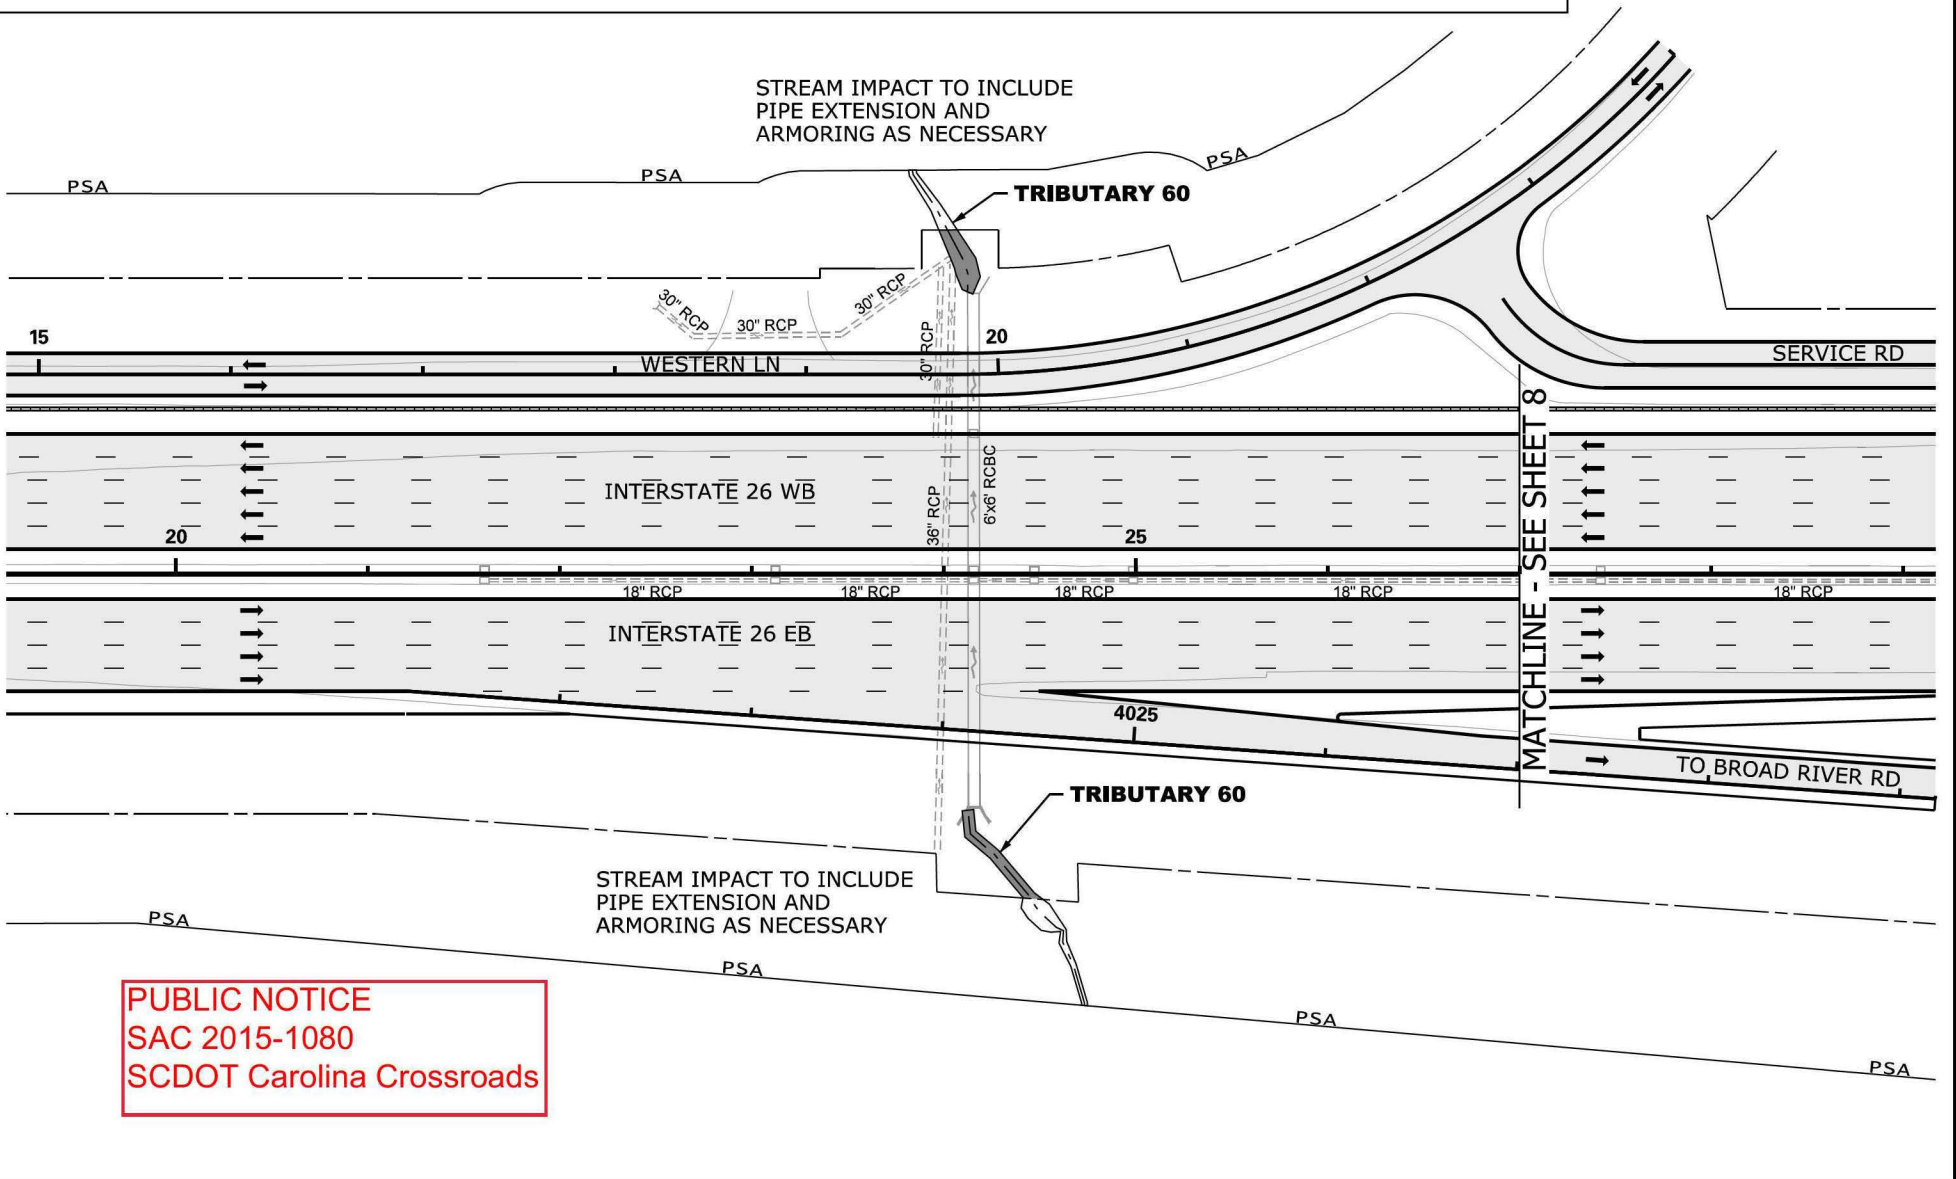 STREAM IMPACT TO INCLUDE
PIPE EXTENSION AND
ARMORING AS NECESSARY
PSA
PSA
PSA
TRIBUTARY 60
30" RCP
30" RCP
30" RCP
30" RCP
15
20
WESTERN LN
SERVICE RD
MATCHLINE - SEE SHEET 8
INTERSTATE 26 WB
36" RCP
6'x6' RCBC
20
25
18" RCP
18" RCP
18" RCP
18" RCP
18" RCP
INTERSTATE 26 EB
4025
TO BROAD RIVER RD
TRIBUTARY 60
STREAM IMPACT TO INCLUDE
PIPE EXTENSION AND
ARMORING AS NECESSARY
PSA
PSA
PSA
PSA
PUBLIC NOTICE
SAC 2015-1080
SCDOT Carolina Crossroads